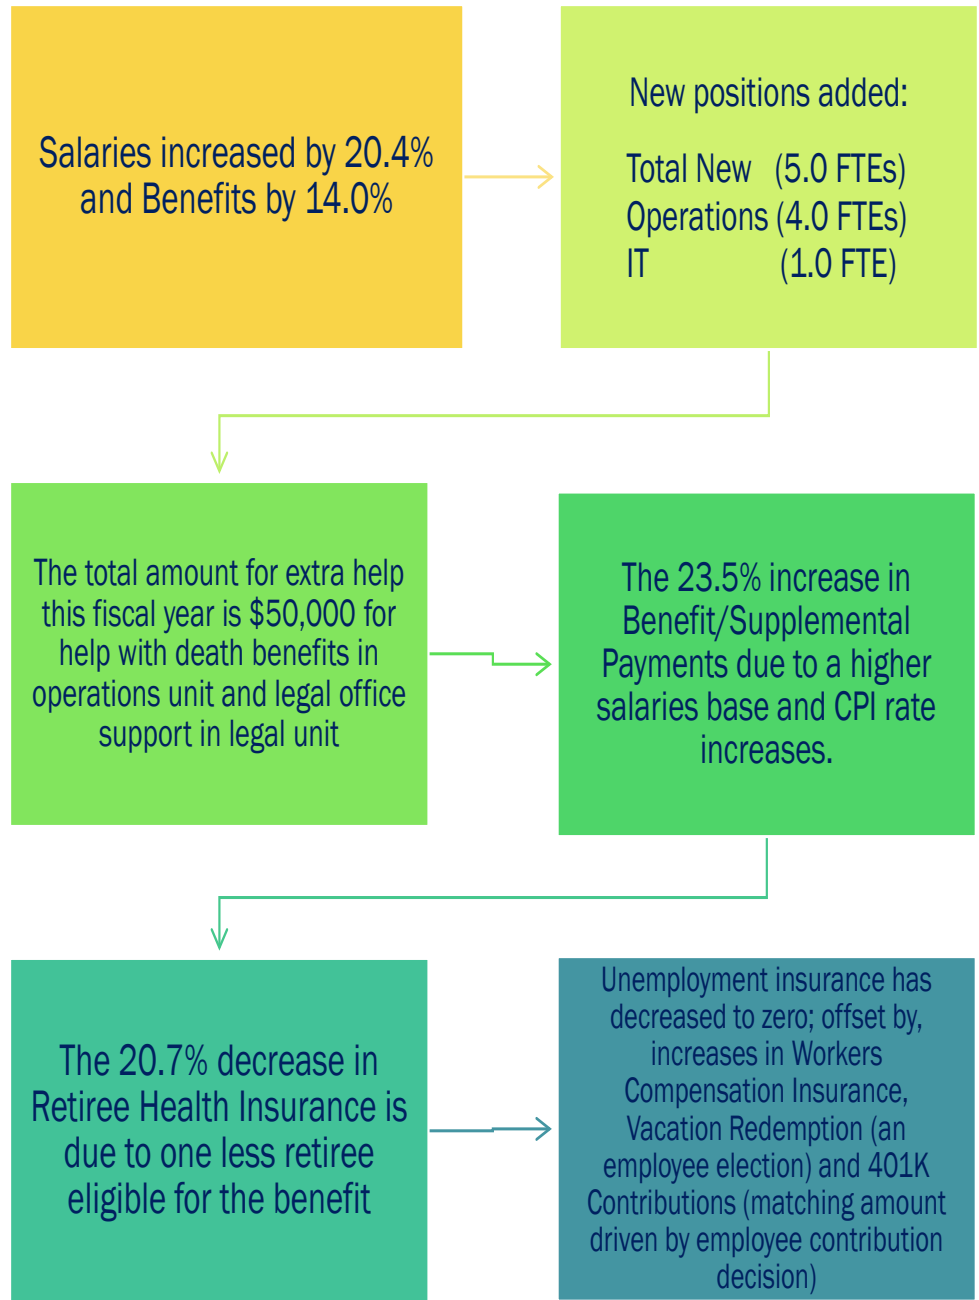 Salaries increased by 20.4%
and Benefits by 14.0%
New positions added:
Total New (5.0 FTEs)
Operations (4.0 FTEs)
IT (1.0 FTE)
The total amount for extra help
this fiscal year is $50,000 for
help with death benefits in
operations unit and legal office
support in legal unit
The 23.5% increase in
Benefit/Supplemental
Payments due to a higher
salaries base and CPI rate
increases.
The 20.7% decrease in
Retiree Health Insurance is
due to one less retiree
eligible for the benefit
Unemployment insurance has
decreased to zero; offset by,
increases in Workers
Compensation Insurance,
Vacation Redemption (an
employee election) and 401K
Contributions (matching amount
driven by employee contribution
decision)